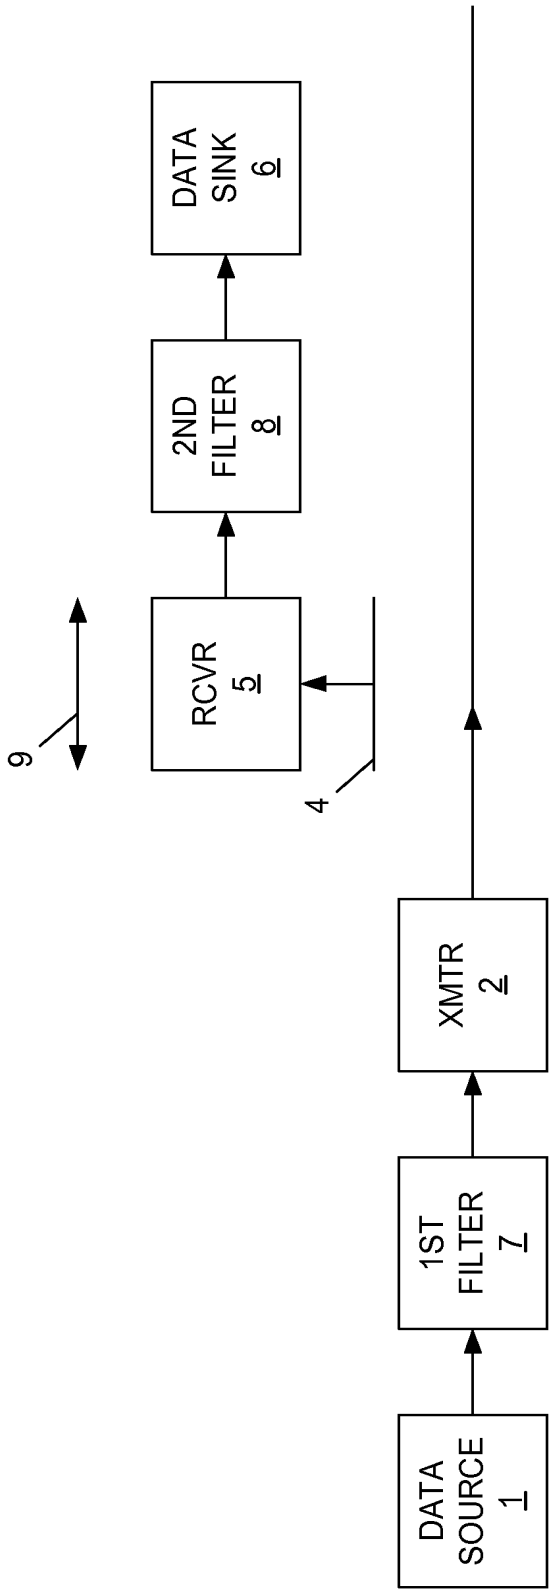 9
RCVR
5
2ND
FILTER
8
DATA
SINK
6
4
DATA
SOURCE
1
1ST
FILTER
7
XMTR
2